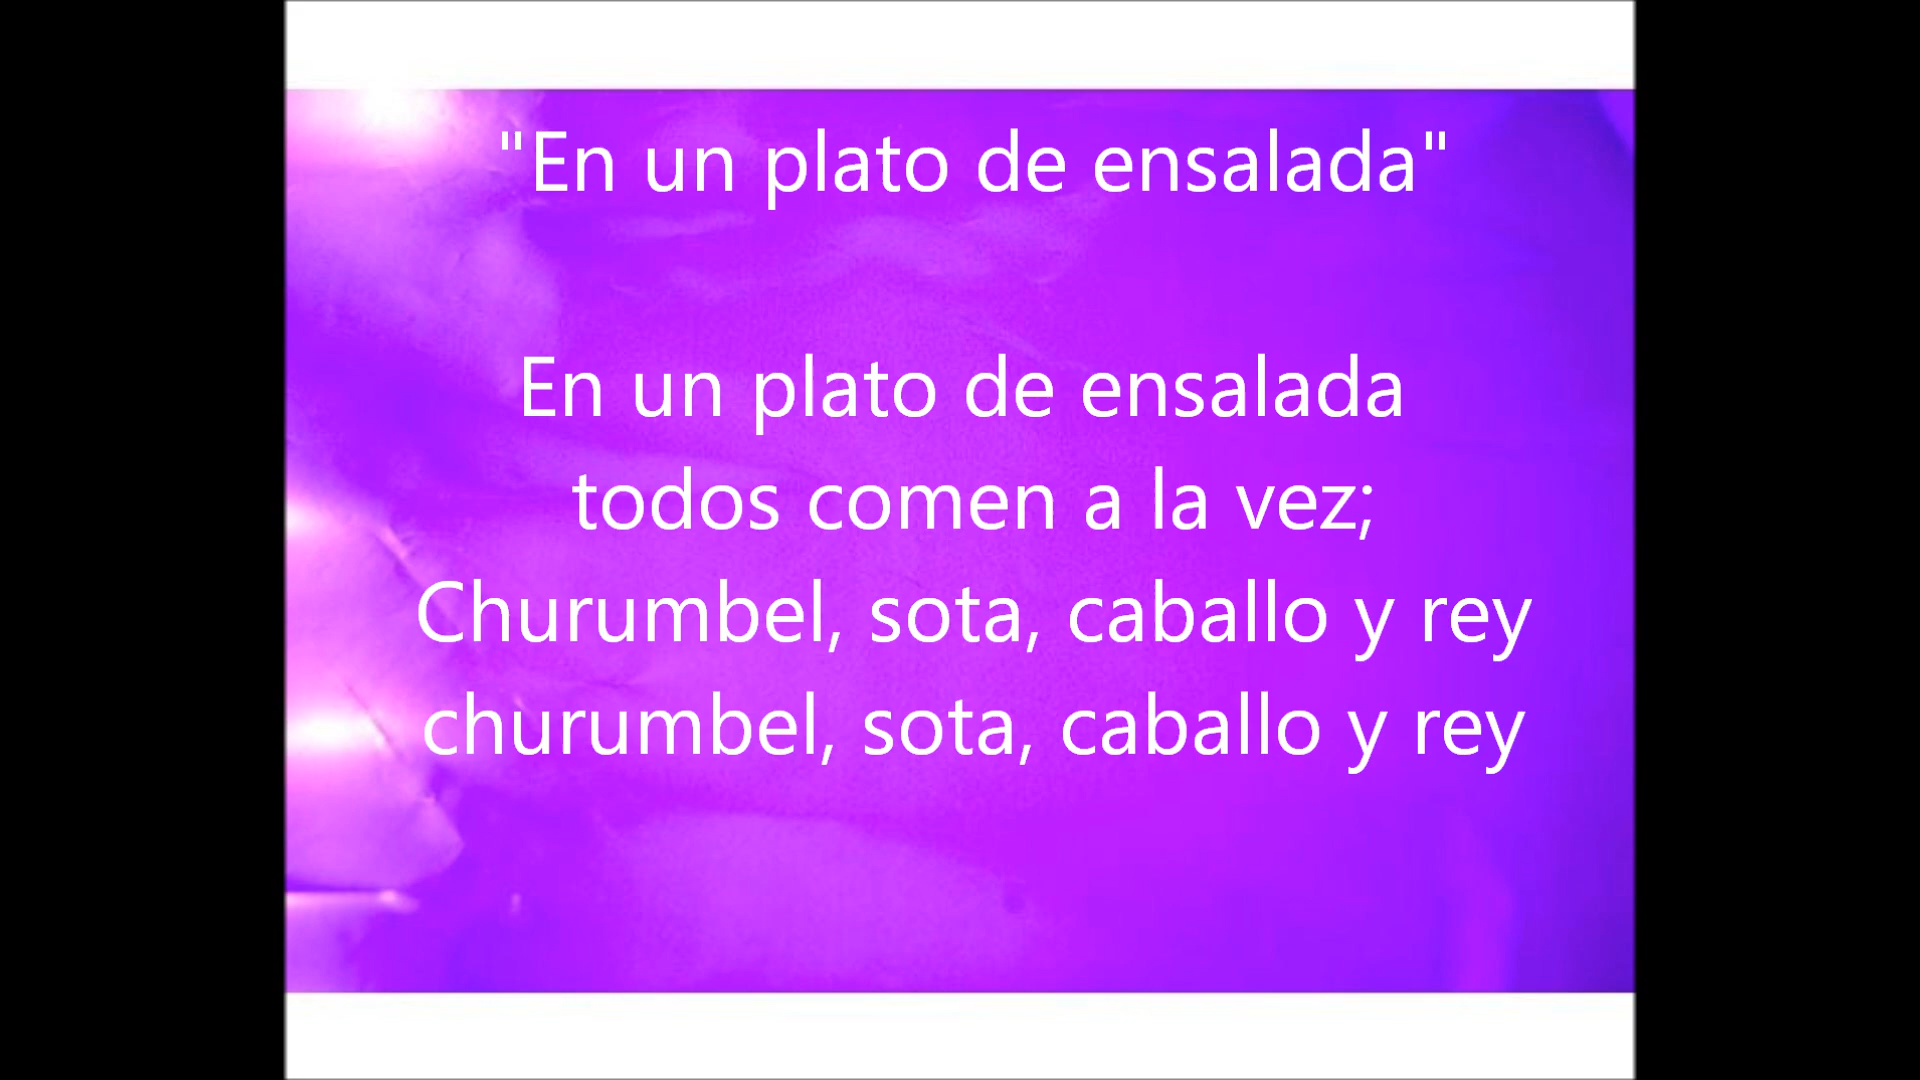 "En un plato de ensalada"
En un plato de ensalada
todos comen a la vez;
Churumbel, sota, caballo y rey
churumbel, sota, caballo y rey